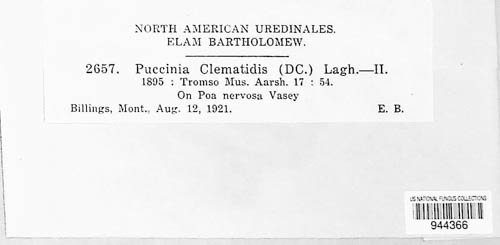 NORTH AMERICAN UREDINALES.
ELAM BARTHOLOMEW.
2657. Puccinia Clematidis (DC.) Lagh.—II.
1895 : Tromso Mus. Aarsh. 17 : 54.
On Poa nervosa Vasey
Billings, Mont., Aug. 12, 1921. E. B.
US NATIONAL FUNGUS COLLECTIONS
944366